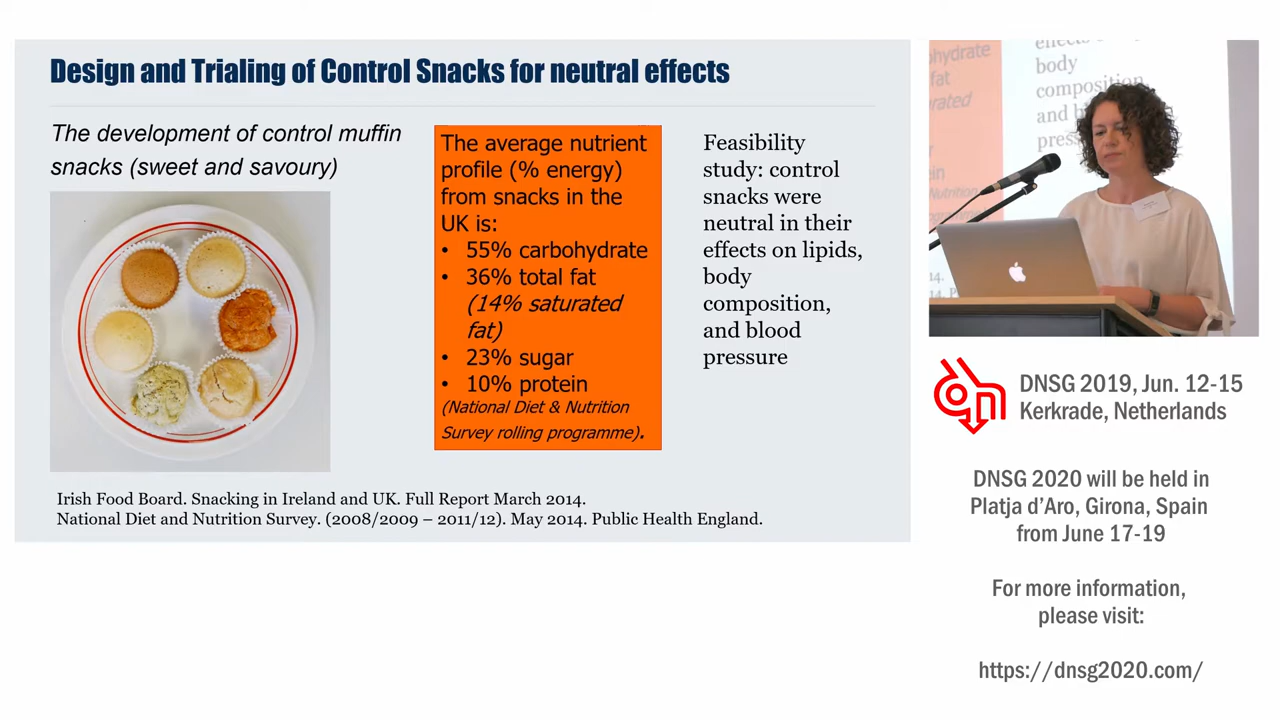 Design and Trialing of Control Snacks for neutral effects
The development of control muffin
snacks (sweet and savoury)
The average nutrient
profile (% energy)
from snacks in the
UK is:
• 55% carbohydrate
• 36% total fat
(14% saturated
fat)
• 23% sugar
• 10% protein
(National Diet & Nutrition
Survey rolling programme).
Feasibility
study: control
snacks were
neutral in their
effects on lipids,
body
composition,
and blood
pressure
Irish Food Board. Snacking in Ireland and UK. Full Report March 2014.
National Diet and Nutrition Survey. (2008/2009 – 2011/12). May 2014. Public Health England.
body
composition,
fat
DNSG 2019, Jun. 12-15
Kerkrade, Netherlands
DNSG 2020 will be held in
Platja d’Aro, Girona, Spain
from June 17-19
For more information,
please visit:
https://dnsg2020.com/